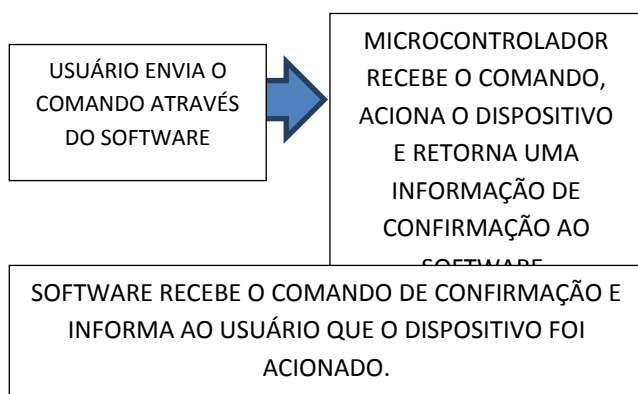 USUÁRIO ENVIA O
COMANDO ATRAVÉS
DO SOFTWARE
MICROCONTROLADOR
RECEBE O COMANDO,
ACIONA O DISPOSITIVO
E RETORNA UMA
INFORMAÇÃO DE
CONFIRMAÇÃO AO
SOFTWARE
SOFTWARE RECEBE O COMANDO DE CONFIRMAÇÃO E
INFORMA AO USUÁRIO QUE O DISPOSITIVO FOI
ACIONADO.